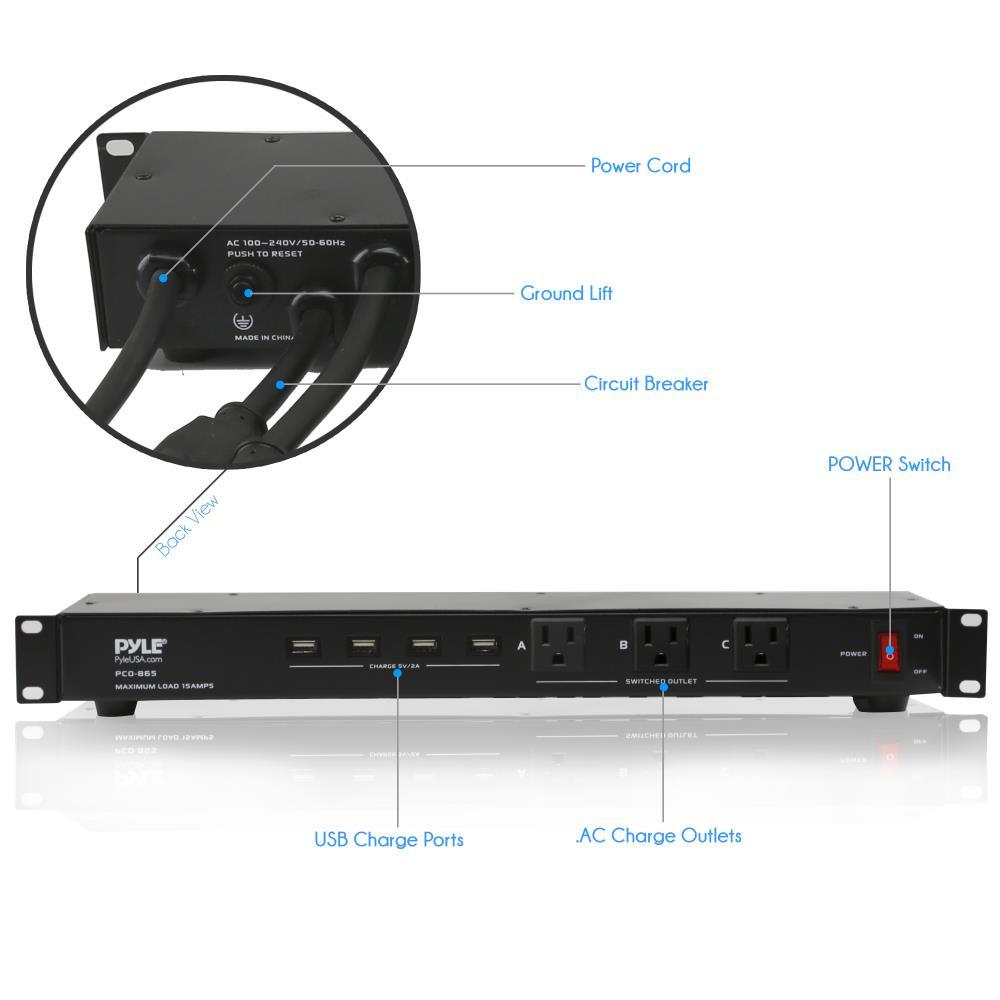 Power Cord
AC 100~240V/50-60Hz
PUSH TO RESET
Ground Lift
MADE IN CHINA
Circuit Breaker
POWER Switch
Back View
PYLE®
PyleUSA.com
PCO-865
MAXIMUM LOAD 15AMPS
CHARGE 5V/2A
A
B
C
SWITCHED OUTLET
POWER
ON
OFF
USB Charge Ports
.AC Charge Outlets